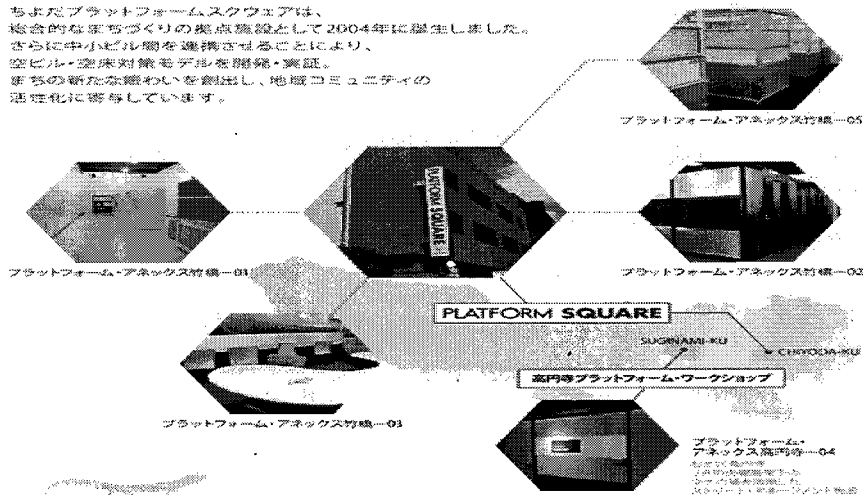 ちよだプラットフォームスクウェアは、
総合的なまちづくりの拠点施設として2004年に誕生しました。
さらに中小ビル間を連携させることにより、
空ビル・空床対策モデルを開発・実証。
まちの新たな賑わいを創出し、地域コミュニティの
活性化に寄与しています。
プラットフォーム・アネックス竹橋—05
PLATFORM SQUARE
プラットフォーム・アネックス竹橋—01
プラットフォーム・アネックス竹橋—02
PLATFORM SQUARE
SUGINAMI-KU
CHIYODA-KU
高円寺プラットフォーム・ワークショップ
プラットフォーム・アネックス竹橋—03
プラットフォーム・
アネックス高円寺—04